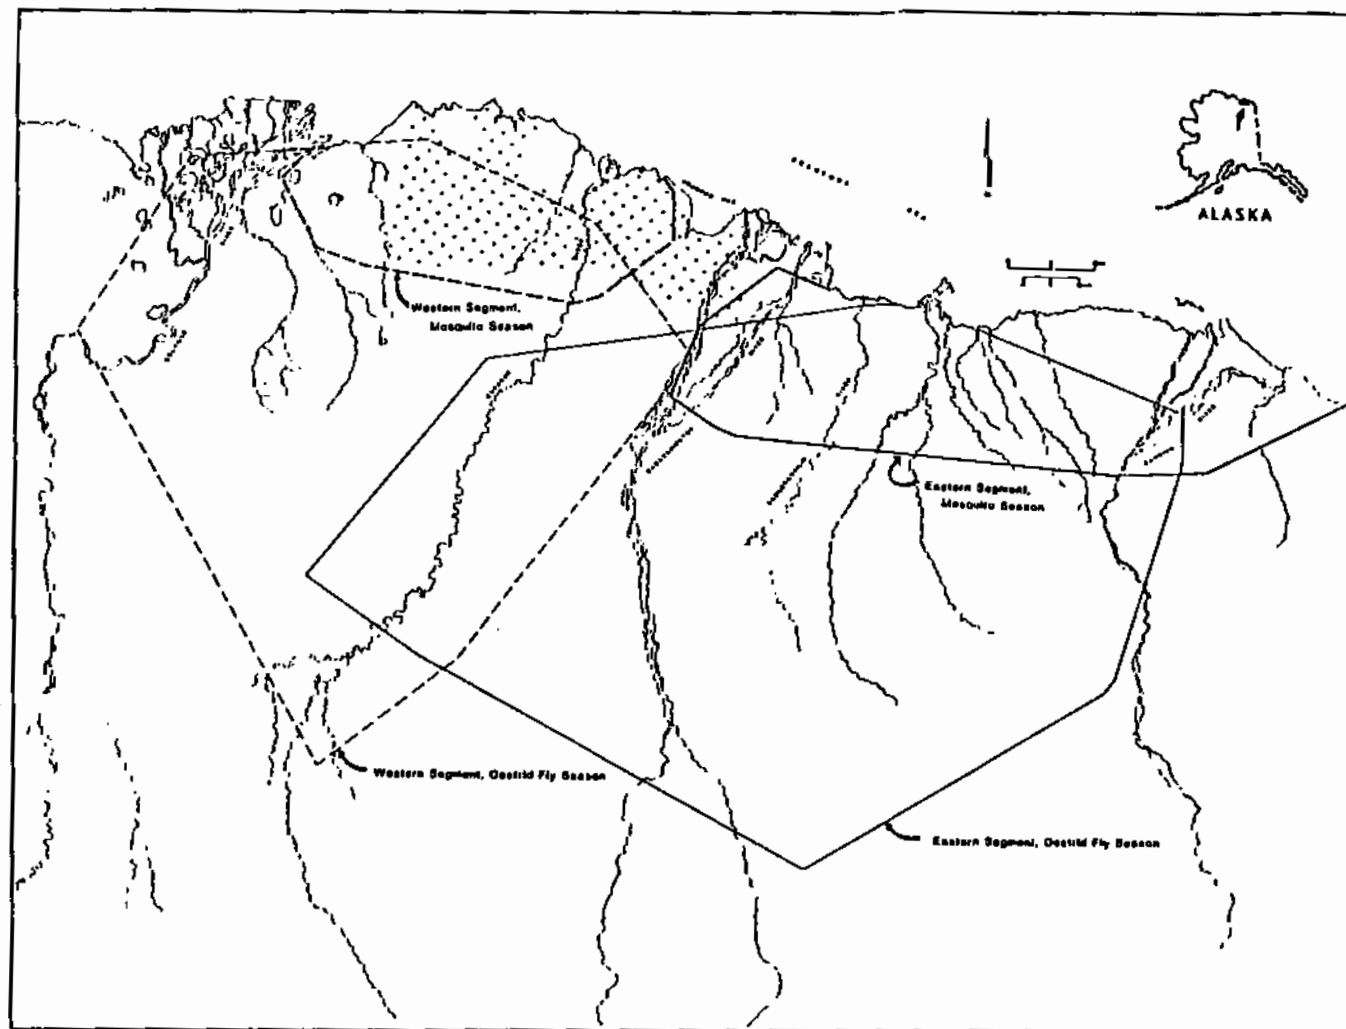 ALASKA
Western Segment,
Mosquito Season
Eastern Segment,
Mosquito Season
Western Segment, Oestrid Fly Season
Eastern Segment, Oestrid Fly Season